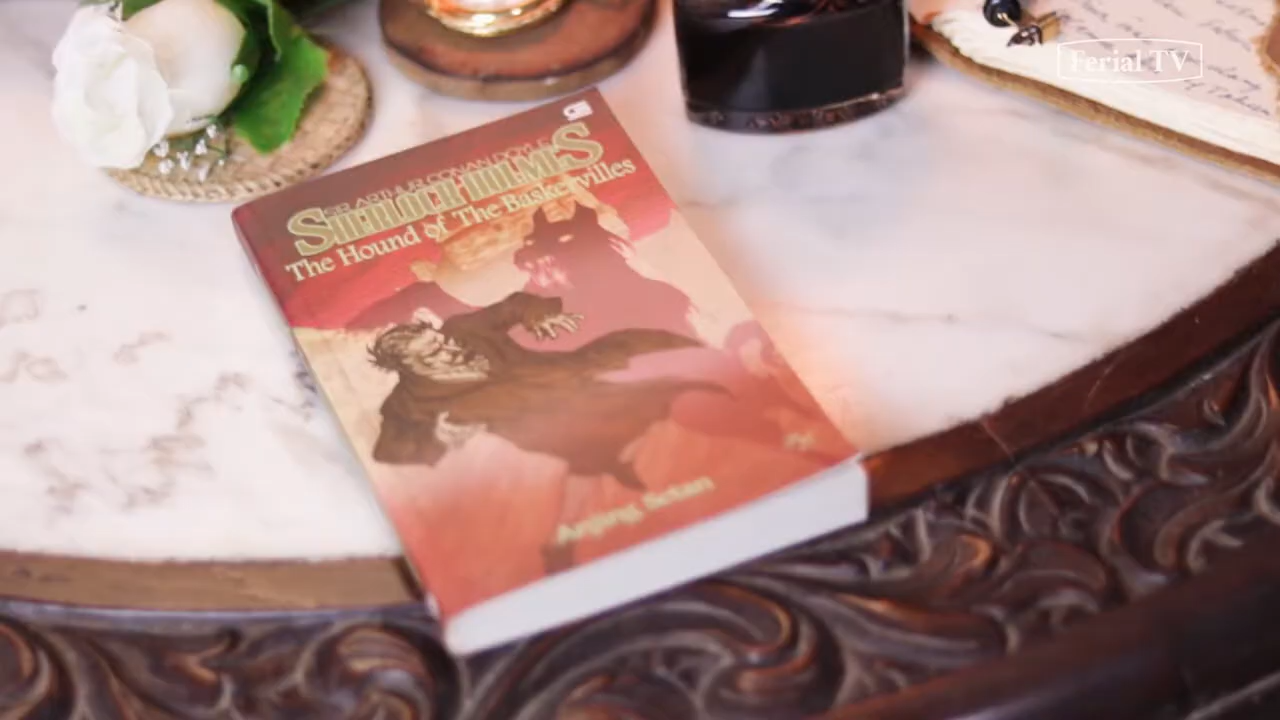 Ferial TV
SIR ARTHUR CONAN DOYLE
SHERLOCK HOLMES
The Hound of The Baskervilles
Anjing Setan